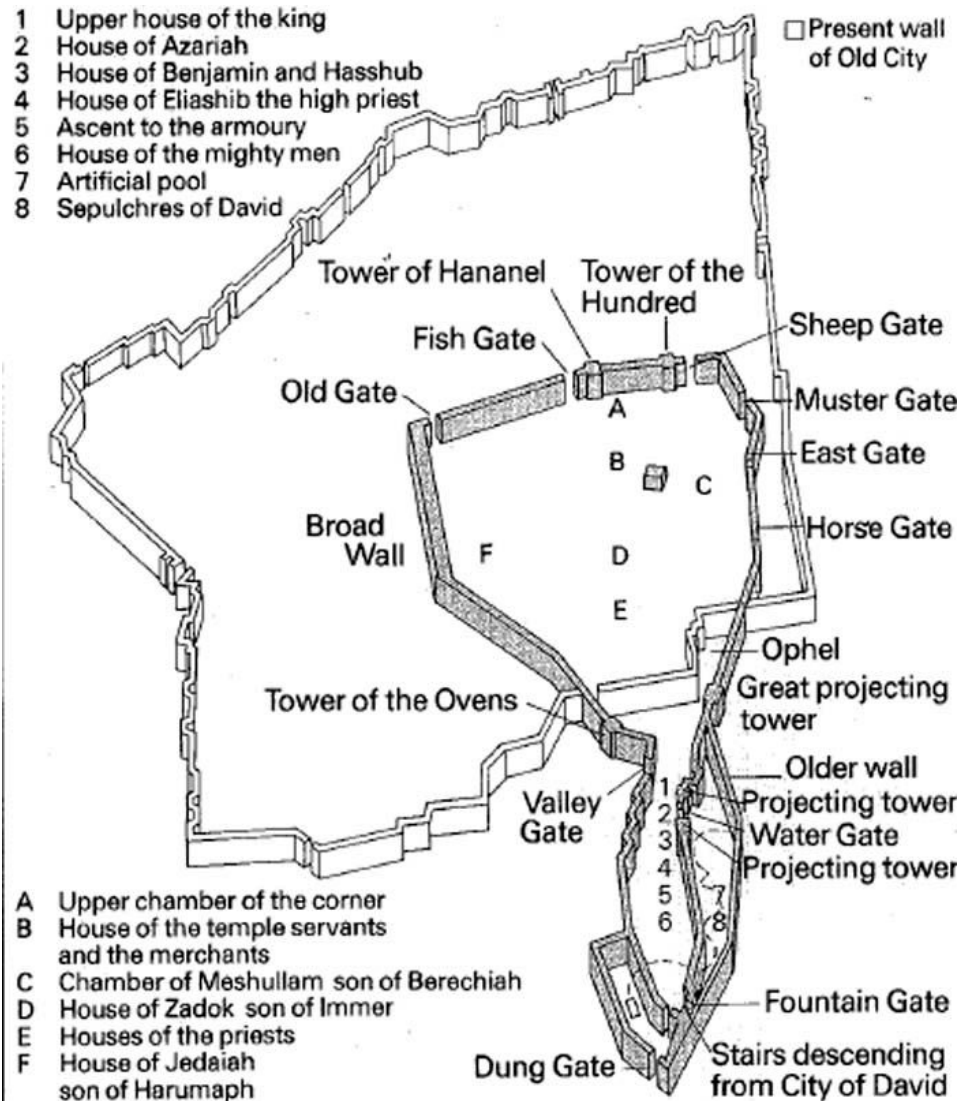 1 Upper house of the king
2 House of Azariah
3 House of Benjamin and Hasshub
4 House of Eliashib the high priest
5 Ascent to the armoury
6 House of the mighty men
7 Artificial pool
8 Sepulchres of David
Present wall
of Old City
Tower of Hananel
Tower of the
Hundred
Sheep Gate
Fish Gate
Old Gate
Muster Gate
A
B
C
East Gate
Horse Gate
Broad
Wall
F
D
E
Ophel
Great projecting
tower
Tower of the Ovens
Older wall
Valley
Gate
1
2
3
4
5
6
7
8
Projecting tower
Water Gate
Projecting tower
Fountain Gate
Dung Gate
Stairs descending
from City of David
A Upper chamber of the corner
B House of the temple servants
and the merchants
C Chamber of Meshullam son of Berechiah
D House of Zadok son of Immer
E Houses of the priests
F House of Jedaiah
son of Harumaph